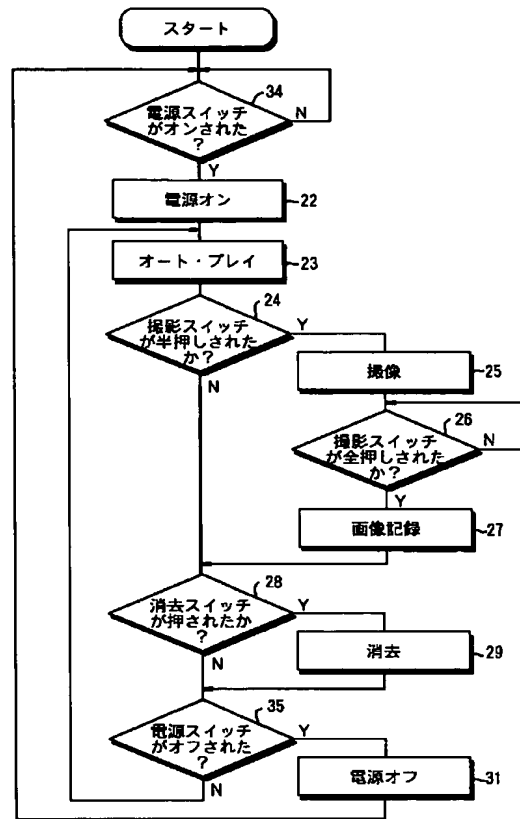 スタート
34
電源スイッチ
がオンされた
?
N
Y
電源オン
22
オート・プレイ
23
24
撮影スイッチ
が半押しされた
か?
Y
N
撮像
25
26
撮影スイッチ
が全押しされた
か?
N
Y
画像記録
27
28
消去スイッチ
が押されたか
?
Y
N
消去
29
35
電源スイッチ
がオフされた
?
Y
N
電源オフ
31